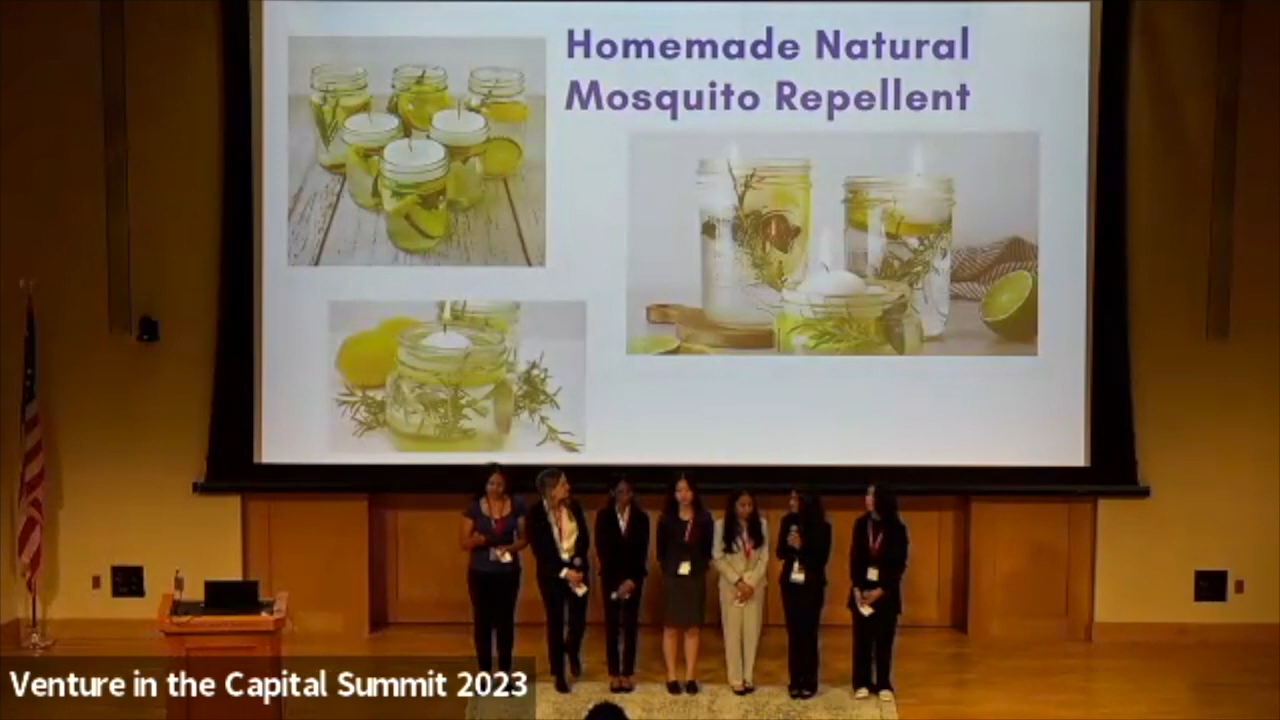 Homemade Natural
Mosquito Repellent
Venture in the Capital Summit 2023